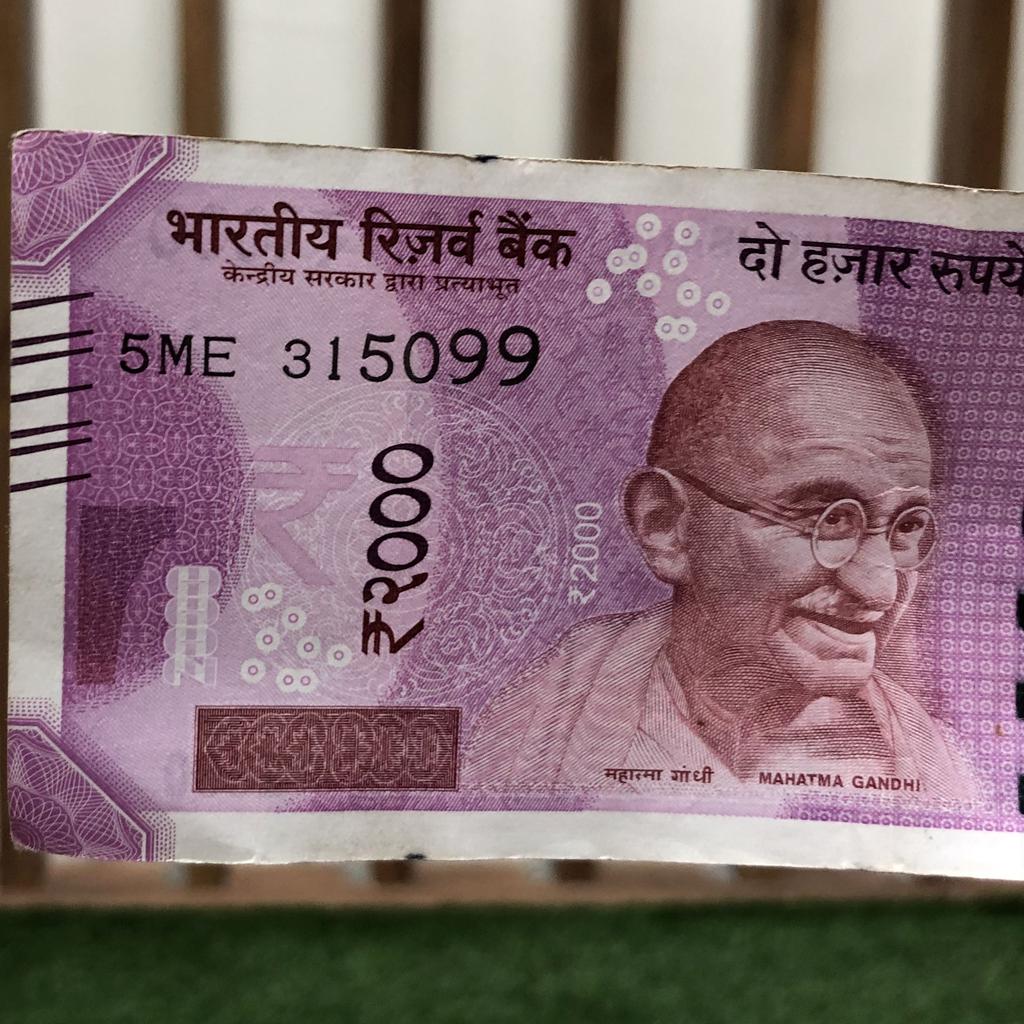 भारतीय रिज़र्व बैंक
केन्द्रीय सरकार द्वारा प्रत्याभूत
दो हज़ार रुपये
5ME 315099
₹२०००
₹2000
महात्मा गांधी
MAHATMA GANDHI